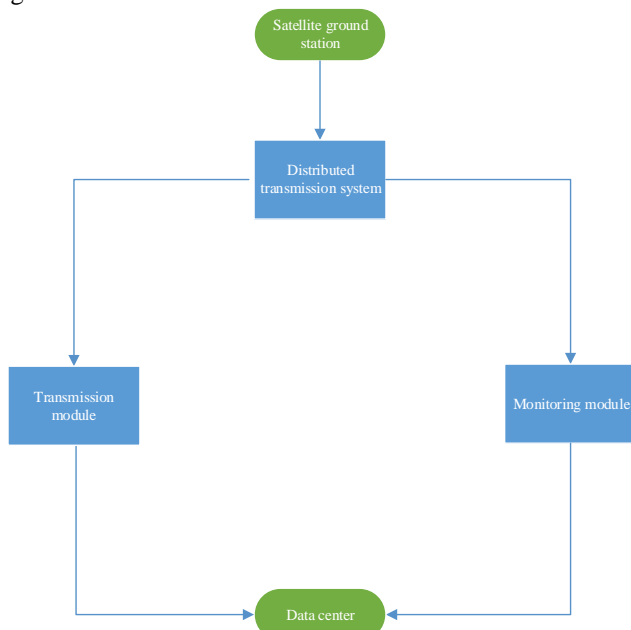 g
Satellite ground
station
Distributed
transmission system
Transmission
module
Monitoring module
Data center